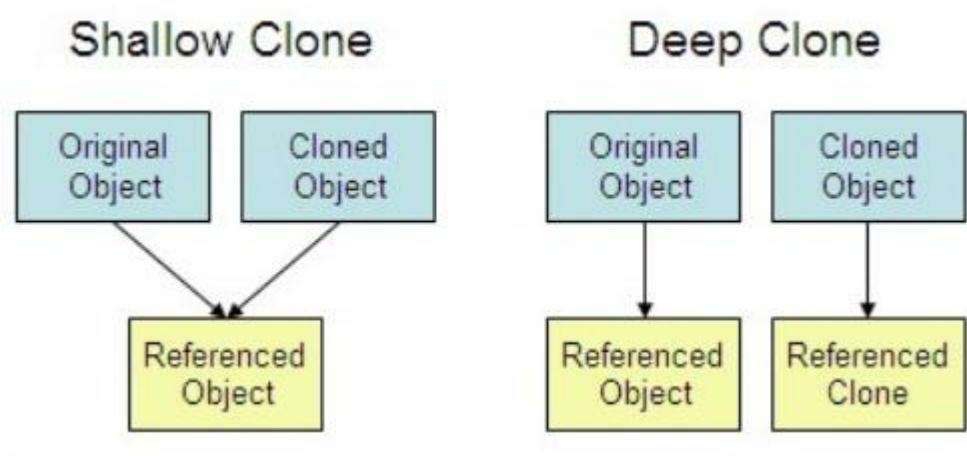 Shallow Clone
Deep Clone
Original
Object
Cloned
Object
Original
Object
Cloned
Object
Referenced
Object
Referenced
Object
Referenced
Clone